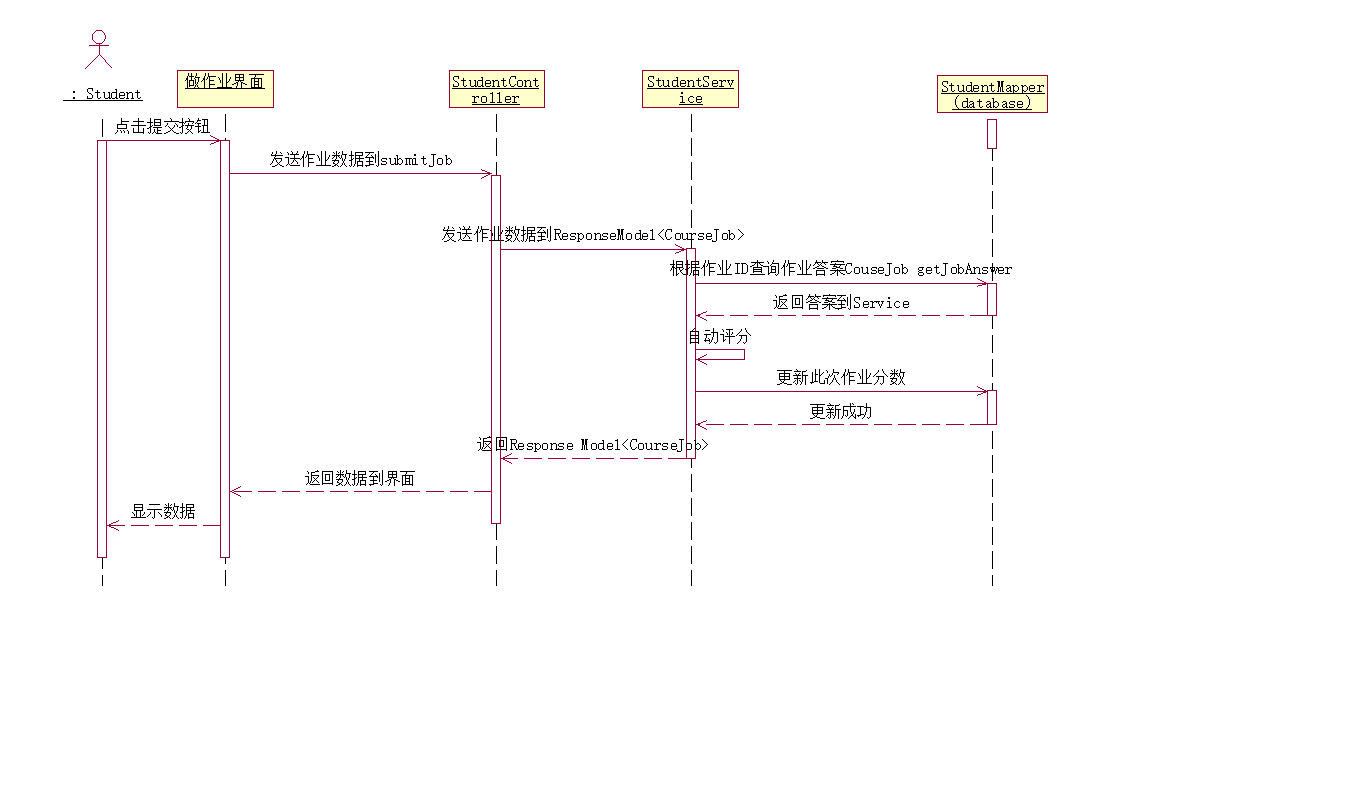 : Student
做作业界面
StudentCont
roller
StudentServ
ice
StudentMapper
(database)
点击提交按钮
发送作业数据到submitJob
发送作业数据到ResponseModel<CourseJob>
根据作业ID查询作业答案CouseJob getJobAnswer
返回答案到Service
自动评分
更新此次作业分数
更新成功
返回Response Model<CourseJob>
返回数据到界面
显示数据